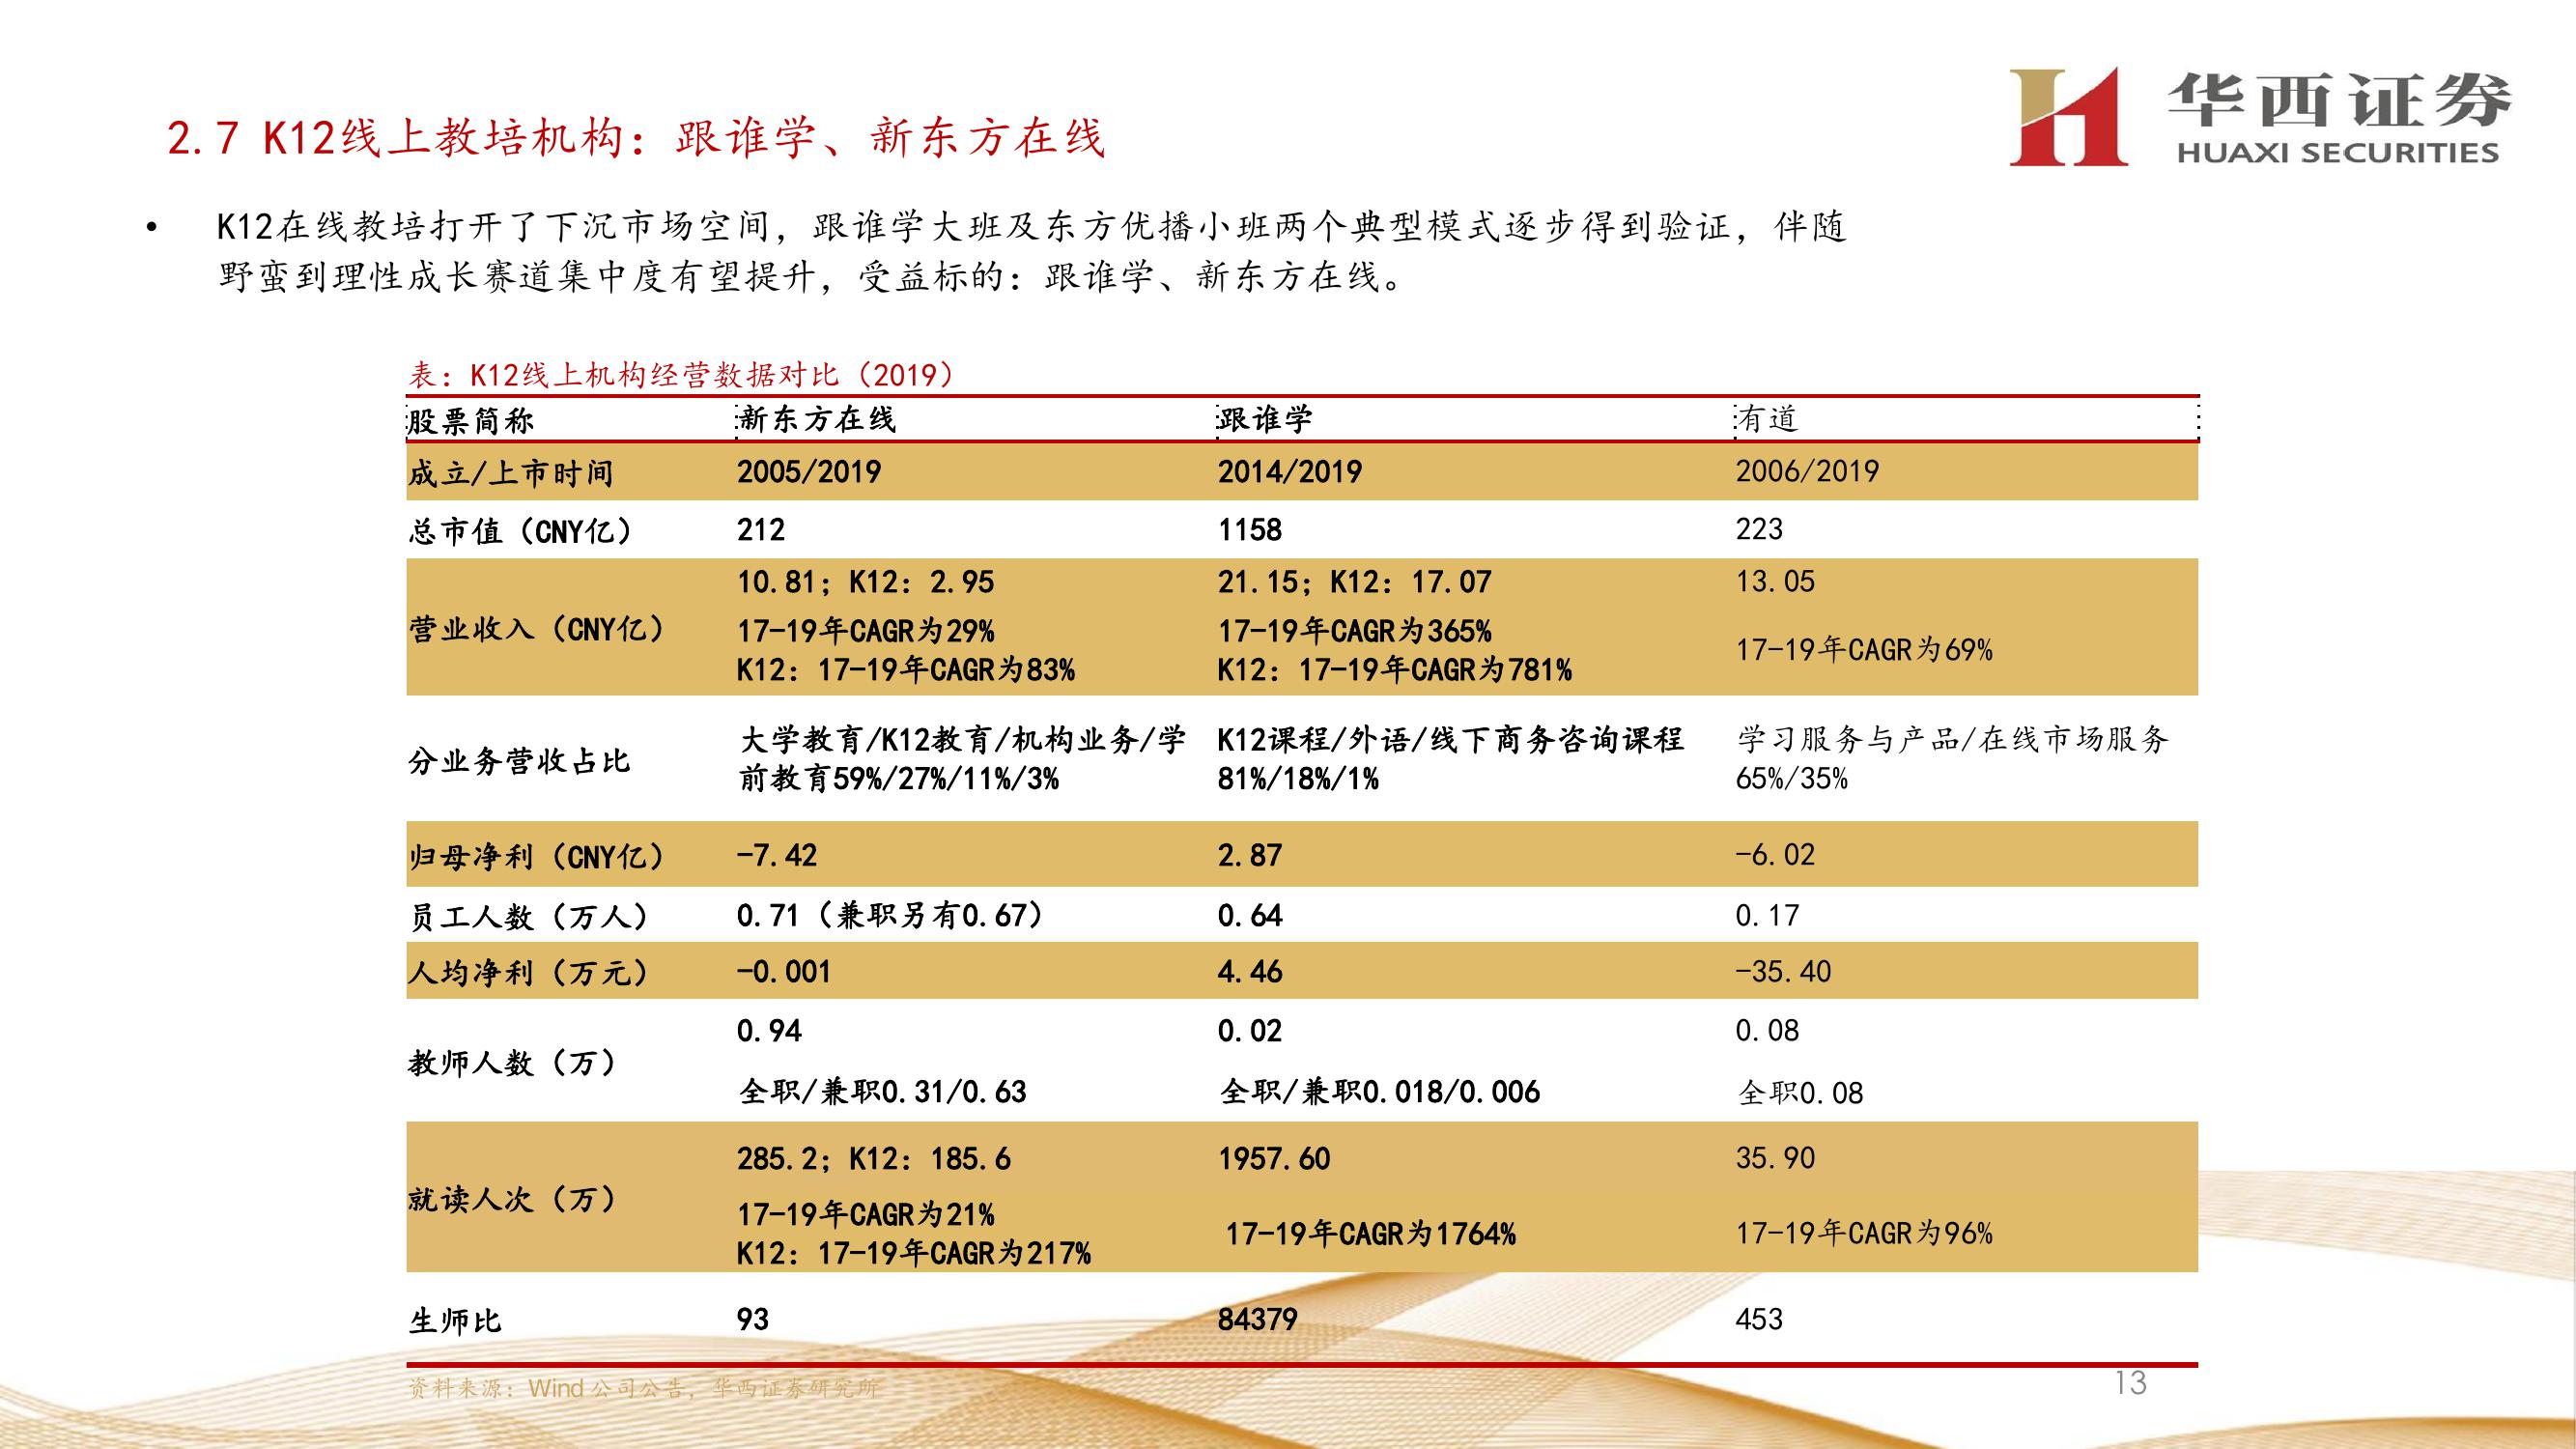 华西证券
HUAXI SECURITIES
2.7 K12线上教培机构：跟谁学、新东方在线
• K12在线教培打开了下沉市场空间，跟谁学大班及东方优播小班两个典型模式逐步得到验证，伴随
野蛮到理性成长赛道集中度有望提升，受益标的：跟谁学、新东方在线。
表：K12线上机构经营数据对比（2019）
股票简称 新东方在线 跟谁学 有道
成立/上市时间 2005/2019 2014/2019 2006/2019
总市值（CNY亿） 212 1158 223
营业收入（CNY亿） 10.81；K12：2.95 21.15；K12：17.07 13.05
17-19年CAGR为29% 17-19年CAGR为365% 17-19年CAGR为69%
K12：17-19年CAGR为83% K12：17-19年CAGR为781%
分业务营收占比 大学教育/K12教育/机构业务/学 K12课程/外语/线下商务咨询课程 学习服务与产品/在线市场服务
前教育59%/27%/11%/3% 81%/18%/1% 65%/35%
归母净利（CNY亿） -7.42 2.87 -6.02
员工人数（万人） 0.71（兼职另有0.67） 0.64 0.17
人均净利（万元） -0.001 4.46 -35.40
教师人数（万） 0.94 0.02 0.08
全职/兼职0.31/0.63 全职/兼职0.018/0.006 全职0.08
就读人次（万） 285.2；K12：185.6 1957.60 35.90
17-19年CAGR为21% 17-19年CAGR为1764% 17-19年CAGR为96%
K12：17-19年CAGR为217%
生师比 93 84379 453
资料来源：Wind 公司公告，华西证券研究所
13